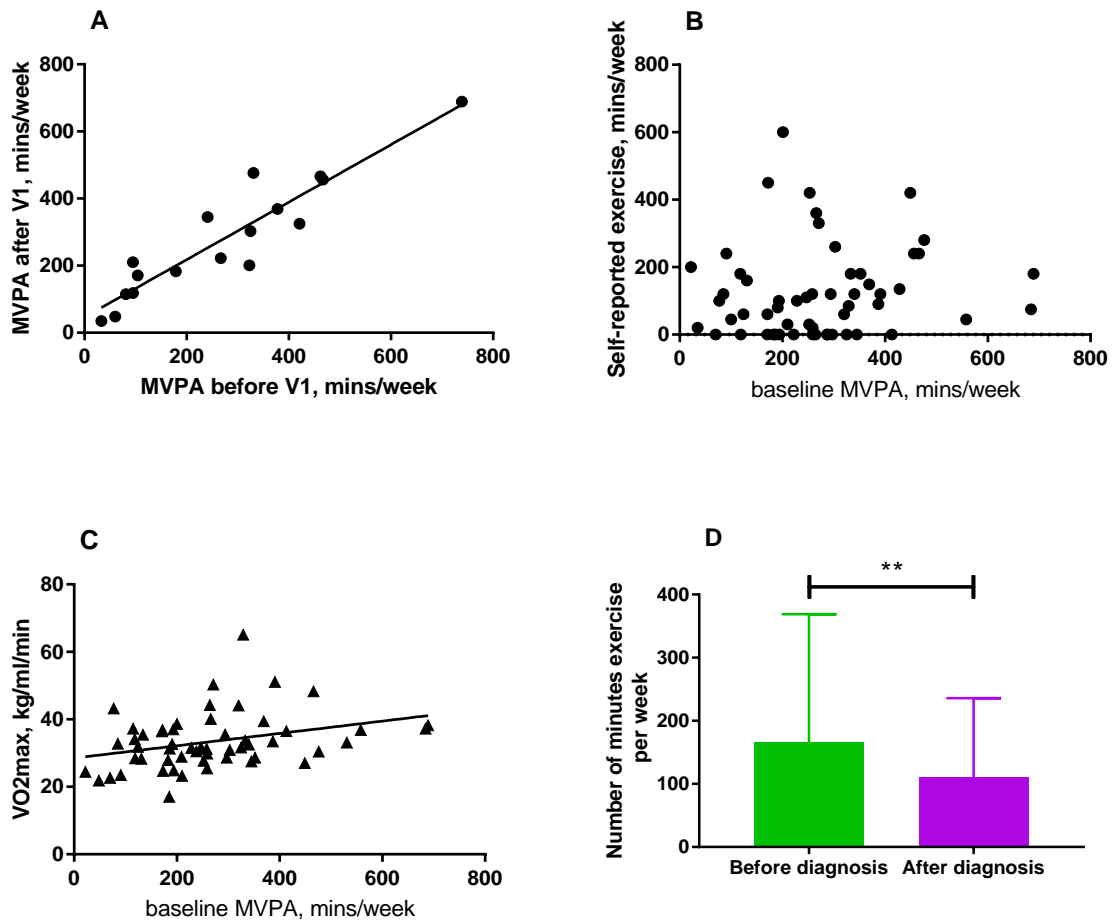 A
MVPA after V1, mins/week
800
600
400
200
0
0 200 400 600 800
MVPA before V1, mins/week
B
Self-reported exercise, mins/week
800
600
400
200
0
0 200 400 600 800
baseline MVPA, mins/week
C
VO2max, kg/ml/min
80
60
40
20
0
0 200 400 600 800
baseline MVPA, mins/week
D
**
Number of minutes exercise
per week
400
300
200
100
0
Before diagnosis After diagnosis